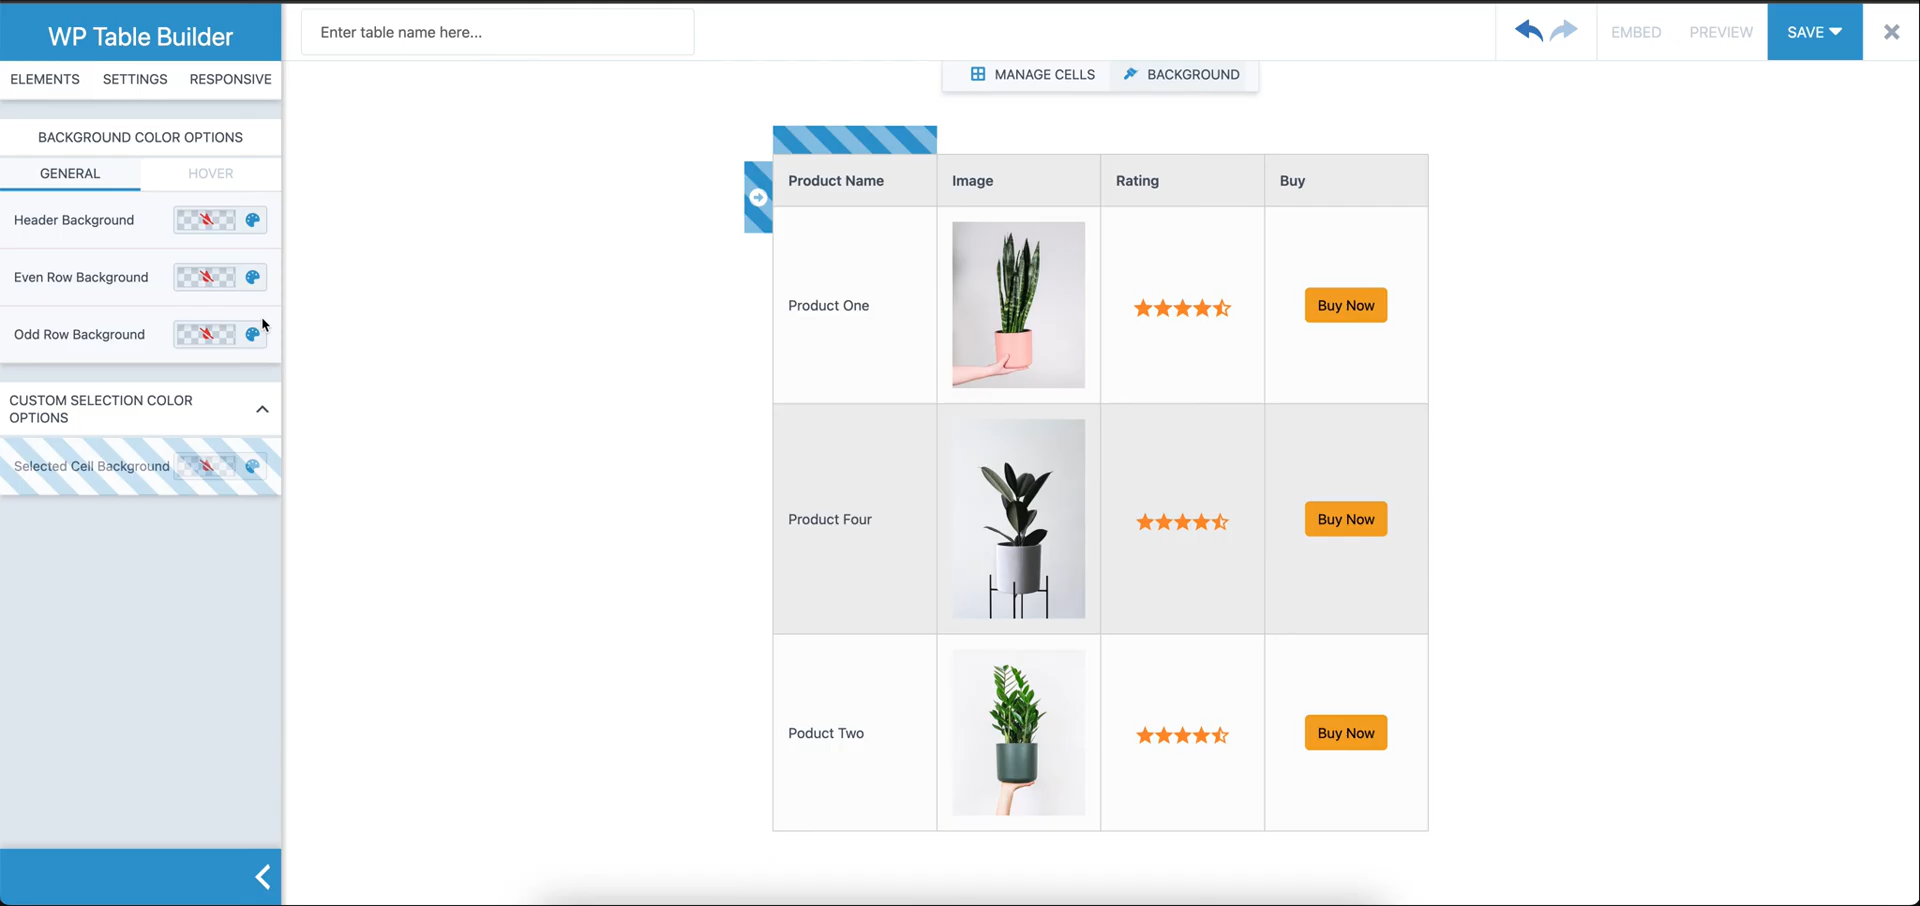 WP Table Builder
Enter table name here...
EMBED
PREVIEW
SAVE
ELEMENTS
SETTINGS
RESPONSIVE
MANAGE CELLS
BACKGROUND
BACKGROUND COLOR OPTIONS
GENERAL
HOVER
Header Background
Even Row Background
Odd Row Background
CUSTOM SELECTION COLOR
OPTIONS
Selected Cell Background
Product Name
Image
Rating
Buy
Product One
Buy Now
Product Four
Buy Now
Poduct Two
Buy Now